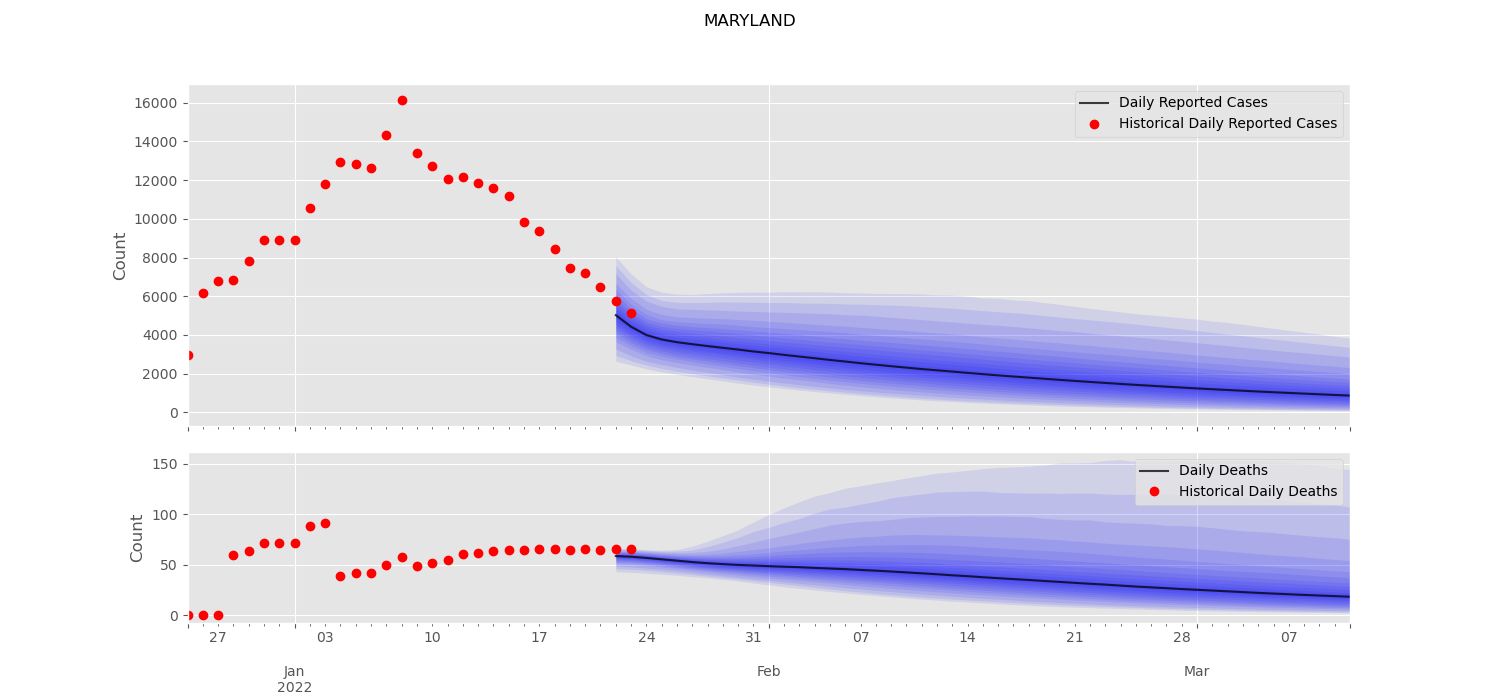 MARYLAND
Daily Reported Cases
Historical Daily Reported Cases
Count
16000
14000
12000
10000
8000
6000
4000
2000
0
Daily Deaths
Historical Daily Deaths
Count
150
100
50
0
27 03 10 17 24 31 07 14 21 28 07
Jan Feb Mar
2022